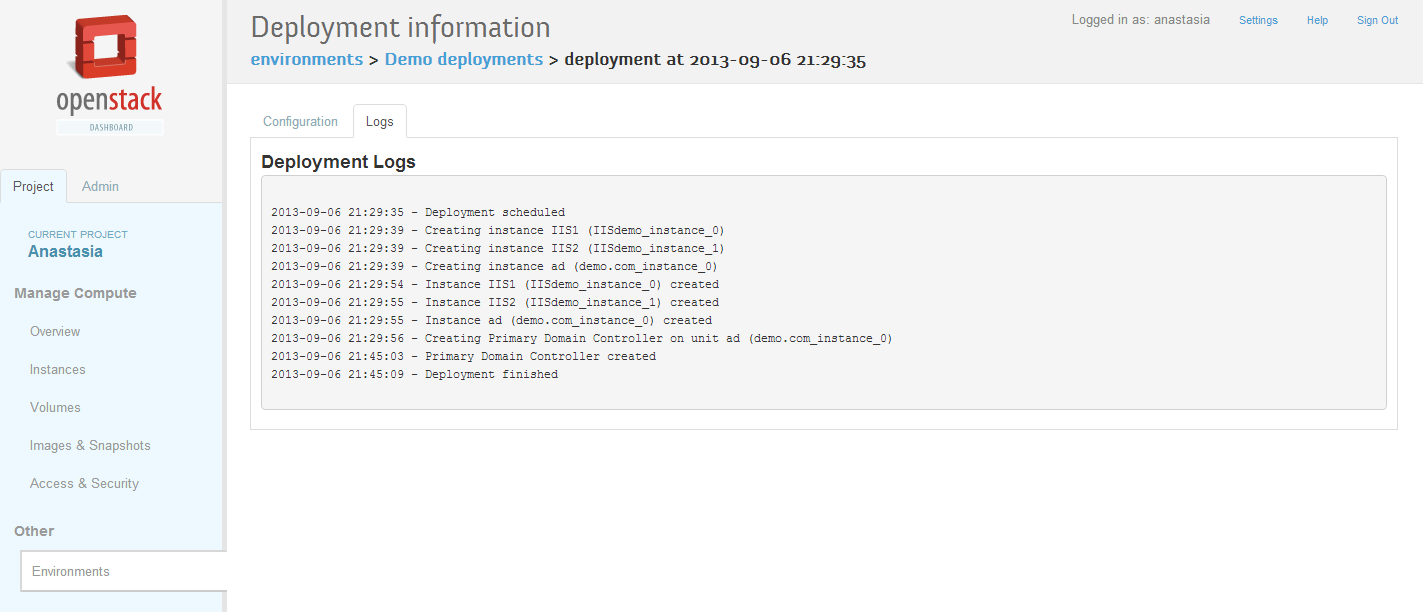 openstack
DASHBOARD
Project
Admin
CURRENT PROJECT
Anastasia
Manage Compute
Overview
Instances
Volumes
Images & Snapshots
Access & Security
Other
Environments
Deployment information
Logged in as: anastasia
Settings
Help
Sign Out
environments > Demo deployments > deployment at 2013-09-06 21:29:35
Configuration
Logs
Deployment Logs
2013-09-06 21:29:35 - Deployment scheduled
2013-09-06 21:29:39 - Creating instance IIS1 (IISdemo_instance_0)
2013-09-06 21:29:39 - Creating instance IIS2 (IISdemo_instance_1)
2013-09-06 21:29:39 - Creating instance ad (demo.com_instance_0)
2013-09-06 21:29:54 - Instance IIS1 (IISdemo_instance_0) created
2013-09-06 21:29:55 - Instance IIS2 (IISdemo_instance_1) created
2013-09-06 21:29:55 - Instance ad (demo.com_instance_0) created
2013-09-06 21:29:56 - Creating Primary Domain Controller on unit ad (demo.com_instance_0)
2013-09-06 21:45:03 - Primary Domain Controller created
2013-09-06 21:45:09 - Deployment finished